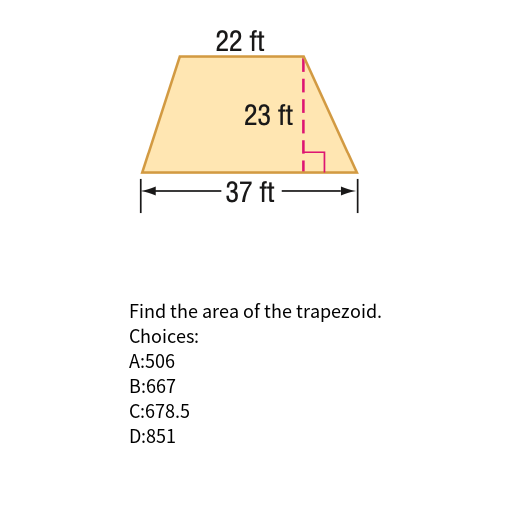 22 ft
23 ft
37 ft
Find the area of the trapezoid.
Choices:
A:506
B:667
C:678.5
D:851